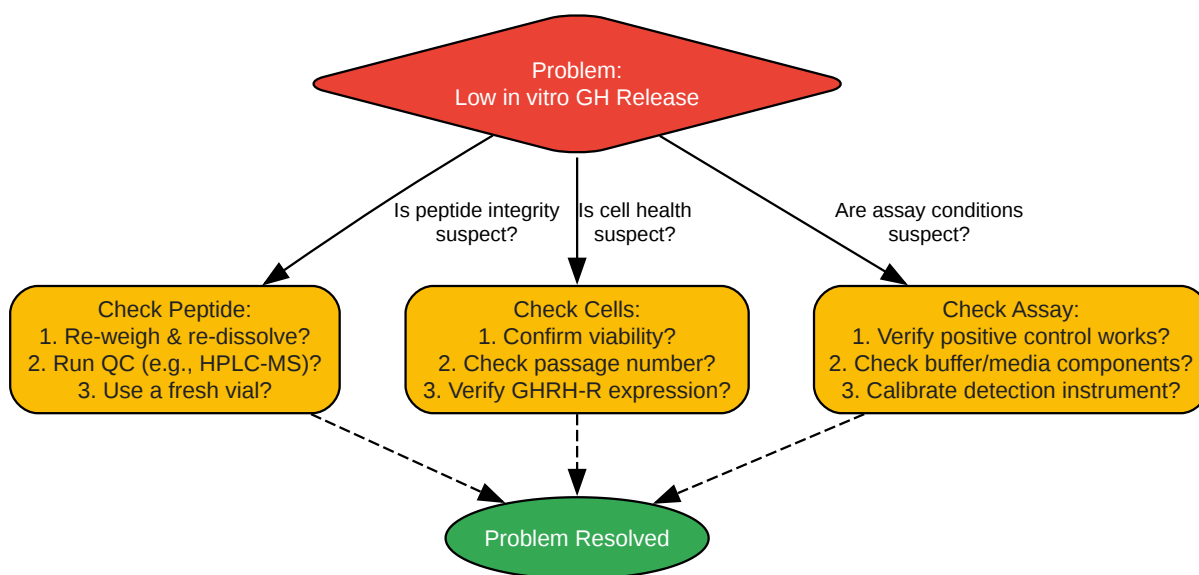 Problem:
Low in vitro GH Release
Is peptide integrity
suspect?
Is cell health
suspect?
Are assay conditions
suspect?
Check Peptide:
1. Re-weigh & re-dissolve?
2. Run QC (e.g., HPLC-MS)?
3. Use a fresh vial?
Check Cells:
1. Confirm viability?
2. Check passage number?
3. Verify GHRH-R expression?
Check Assay:
1. Verify positive control works?
2. Check buffer/media components?
3. Calibrate detection instrument?
Problem Resolved